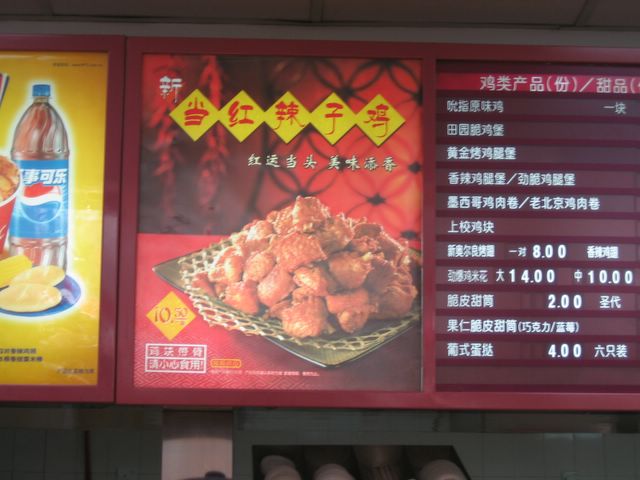 事可乐
新
当红辣子鸡
红运当头 美味添香
10.50
鸡块带骨
请小心食用!
鸡类产品(份)/甜品(
吮指原味鸡 一块
田园脆鸡堡
黄金烤鸡腿堡
香辣鸡腿堡/劲脆鸡腿堡
墨西哥鸡肉卷/老北京鸡肉卷
上校鸡块
新奥尔良烤翅 一对 8.00 香辣鸡翅
劲爆鸡米花 大 14.00 中 10.00
脆皮甜筒 2.00 圣代
果仁脆皮甜筒(巧克力/蓝莓)
葡式蛋挞 4.00 六只装